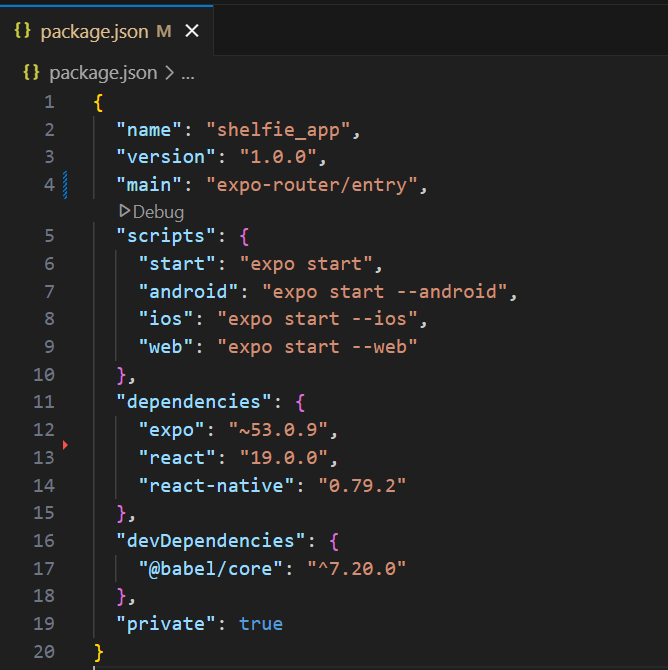 {} package.json M ×
{} package.json > ...
1 {
2 "name": "shelfie_app",
3 "version": "1.0.0",
4 "main": "expo-router/entry",
Debug
5 "scripts": {
6 "start": "expo start",
7 "android": "expo start --android",
8 "ios": "expo start --ios",
9 "web": "expo start --web"
10 },
11 "dependencies": {
12 "expo": "~53.0.9",
13 "react": "19.0.0",
14 "react-native": "0.79.2"
15 },
16 "devDependencies": {
17 "@babel/core": "^7.20.0"
18 },
19 "private": true
20 }